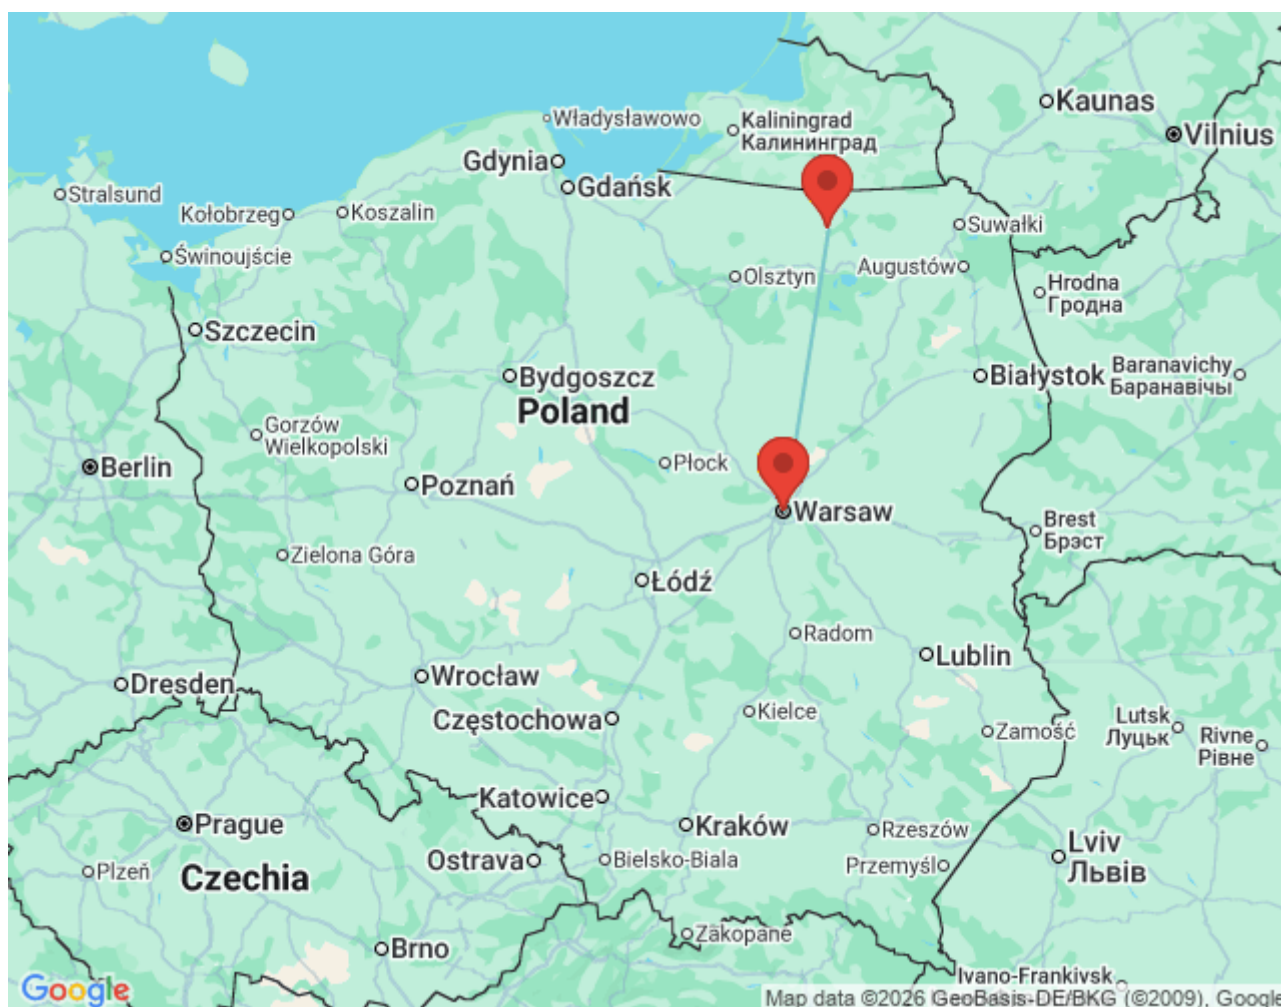 Kaunas
Władysławowo
Kaliningrad
Калининград
Vilnius
Gdynia
Gdańsk
Stralsund
Kołobrzeg
Koszalin
Suwałki
Świnoujście
Olsztyn
Augustów
Hrodna
Гродна
Szczecin
Bydgoszcz
Białystok
Baranavichy
Баранавічы
Poland
Gorzów
Wielkopolski
Berlin
Płock
Poznań
Warsaw
Brest
Брэст
Zielona Góra
Łódź
Radom
Lublin
Wrocław
Dresden
Częstochowa
Kielce
Zamość
Lutsk
Луцьк
Rivne
Рівне
Katowice
Prague
Kraków
Rzeszów
Lviv
Львів
Ostrava
Bielsko-Biala
Przemyśl
Plzeň
Czechia
Zakopane
Brno
Ivano-Frankivsk
Google
Map data ©2026 GeoBasis-DE/BKG (©2009), Google